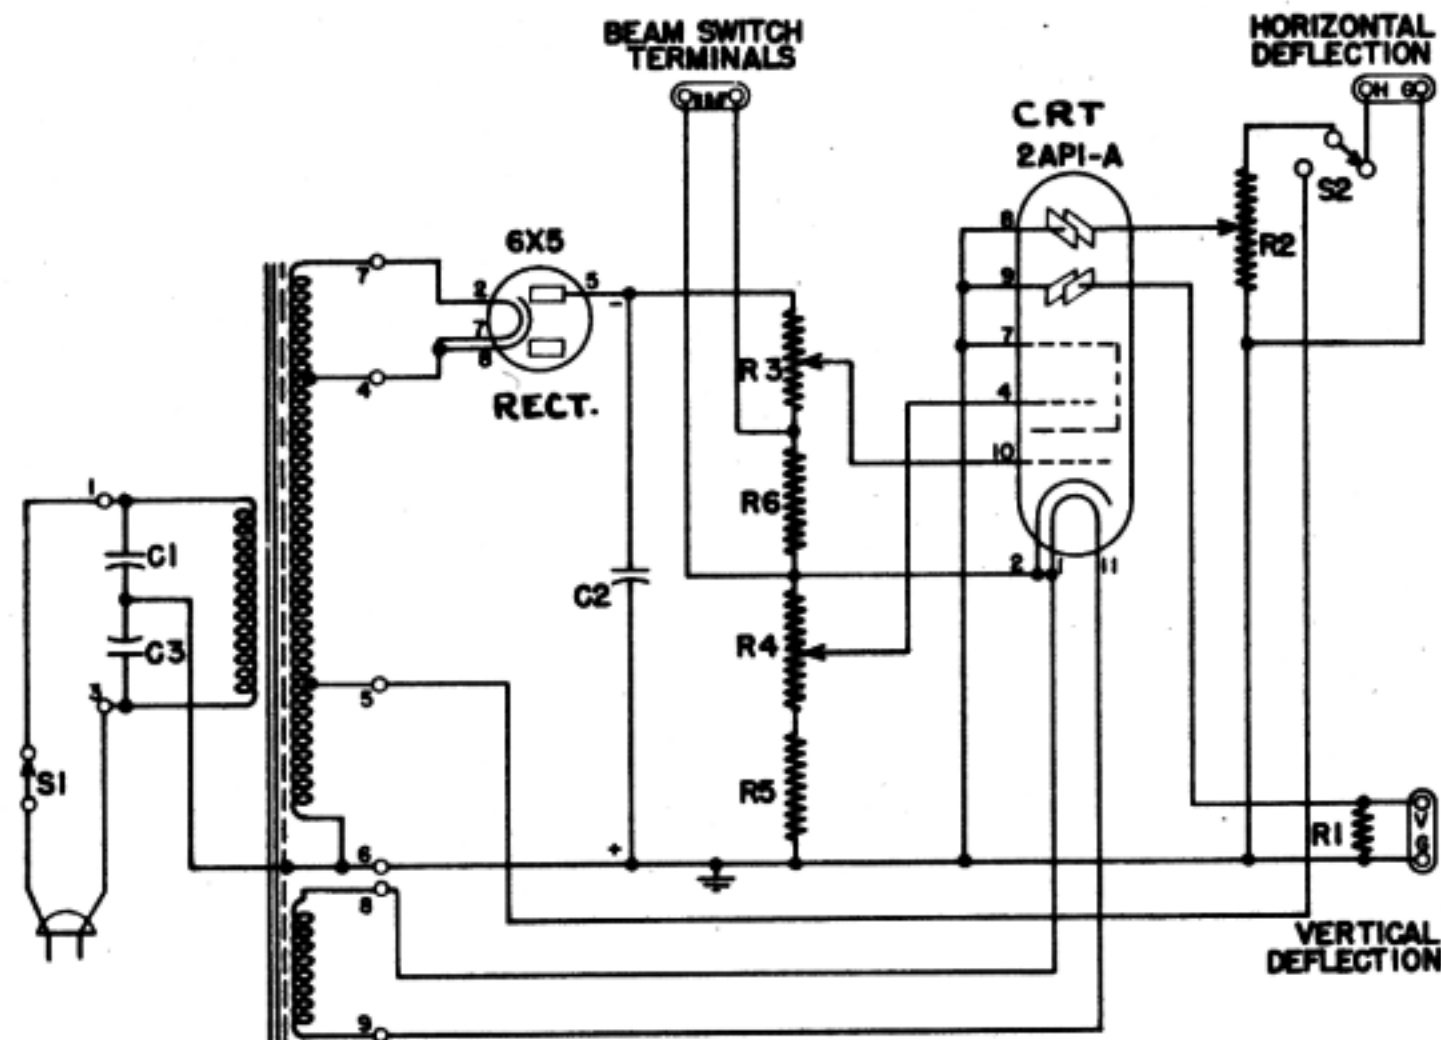 BEAM SWITCH
TERMINALS
HORIZONTAL
DEFLECTION
H G
CRT
2API-A
S2
6X5
8
R2
7
2
5
9
-
7
7
8
R3
4
4
RECT.
10
1
R6
C1
2
1
11
C2
C3
R4
3
5
S1
R5
V
R1
6
+
G
8
VERTICAL
DEFLECTION
9